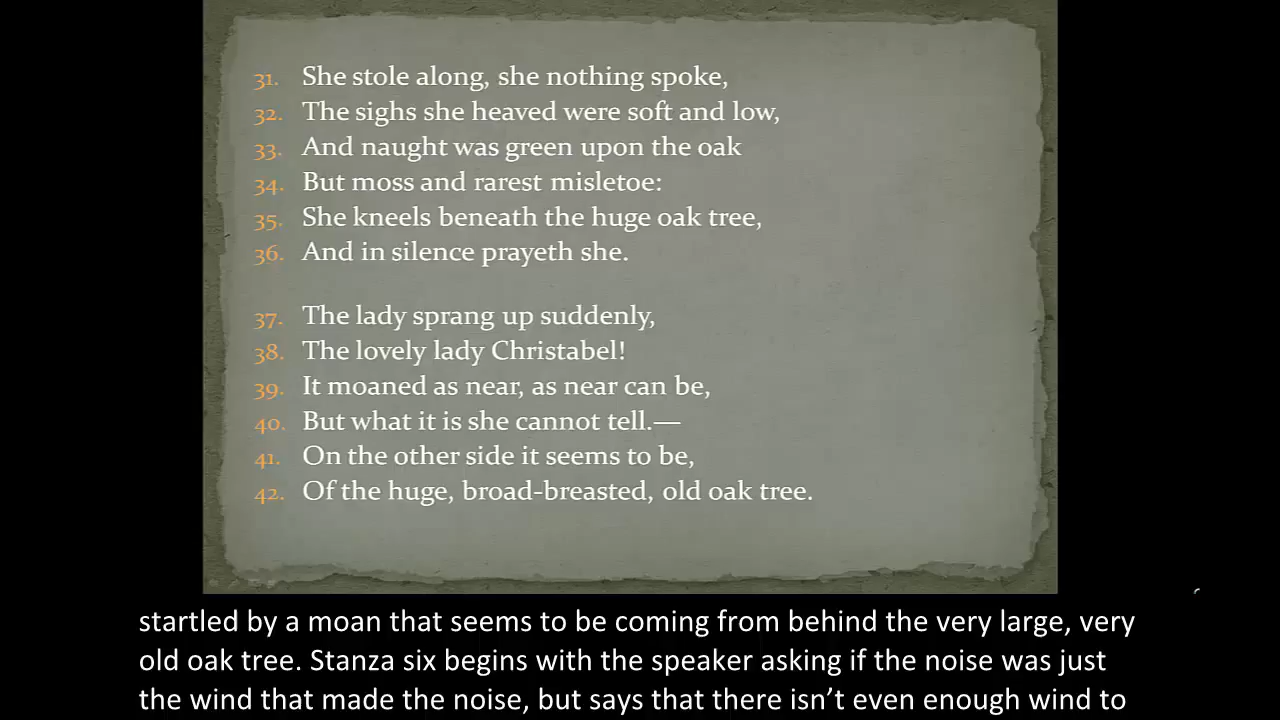 31. She stole along, she nothing spoke,
32. The sighs she heaved were soft and low,
33. And naught was green upon the oak
34. But moss and rarest misletoe:
35. She kneels beneath the huge oak tree,
36. And in silence prayeth she.
37. The lady sprang up suddenly,
38. The lovely lady Christabel!
39. It moaned as near, as near can be,
40. But what it is she cannot tell.—
41. On the other side it seems to be,
42. Of the huge, broad-breasted, old oak tree.
startled by a moan that seems to be coming from behind the very large, very
old oak tree. Stanza six begins with the speaker asking if the noise was just
the wind that made the noise, but says that there isn’t even enough wind to